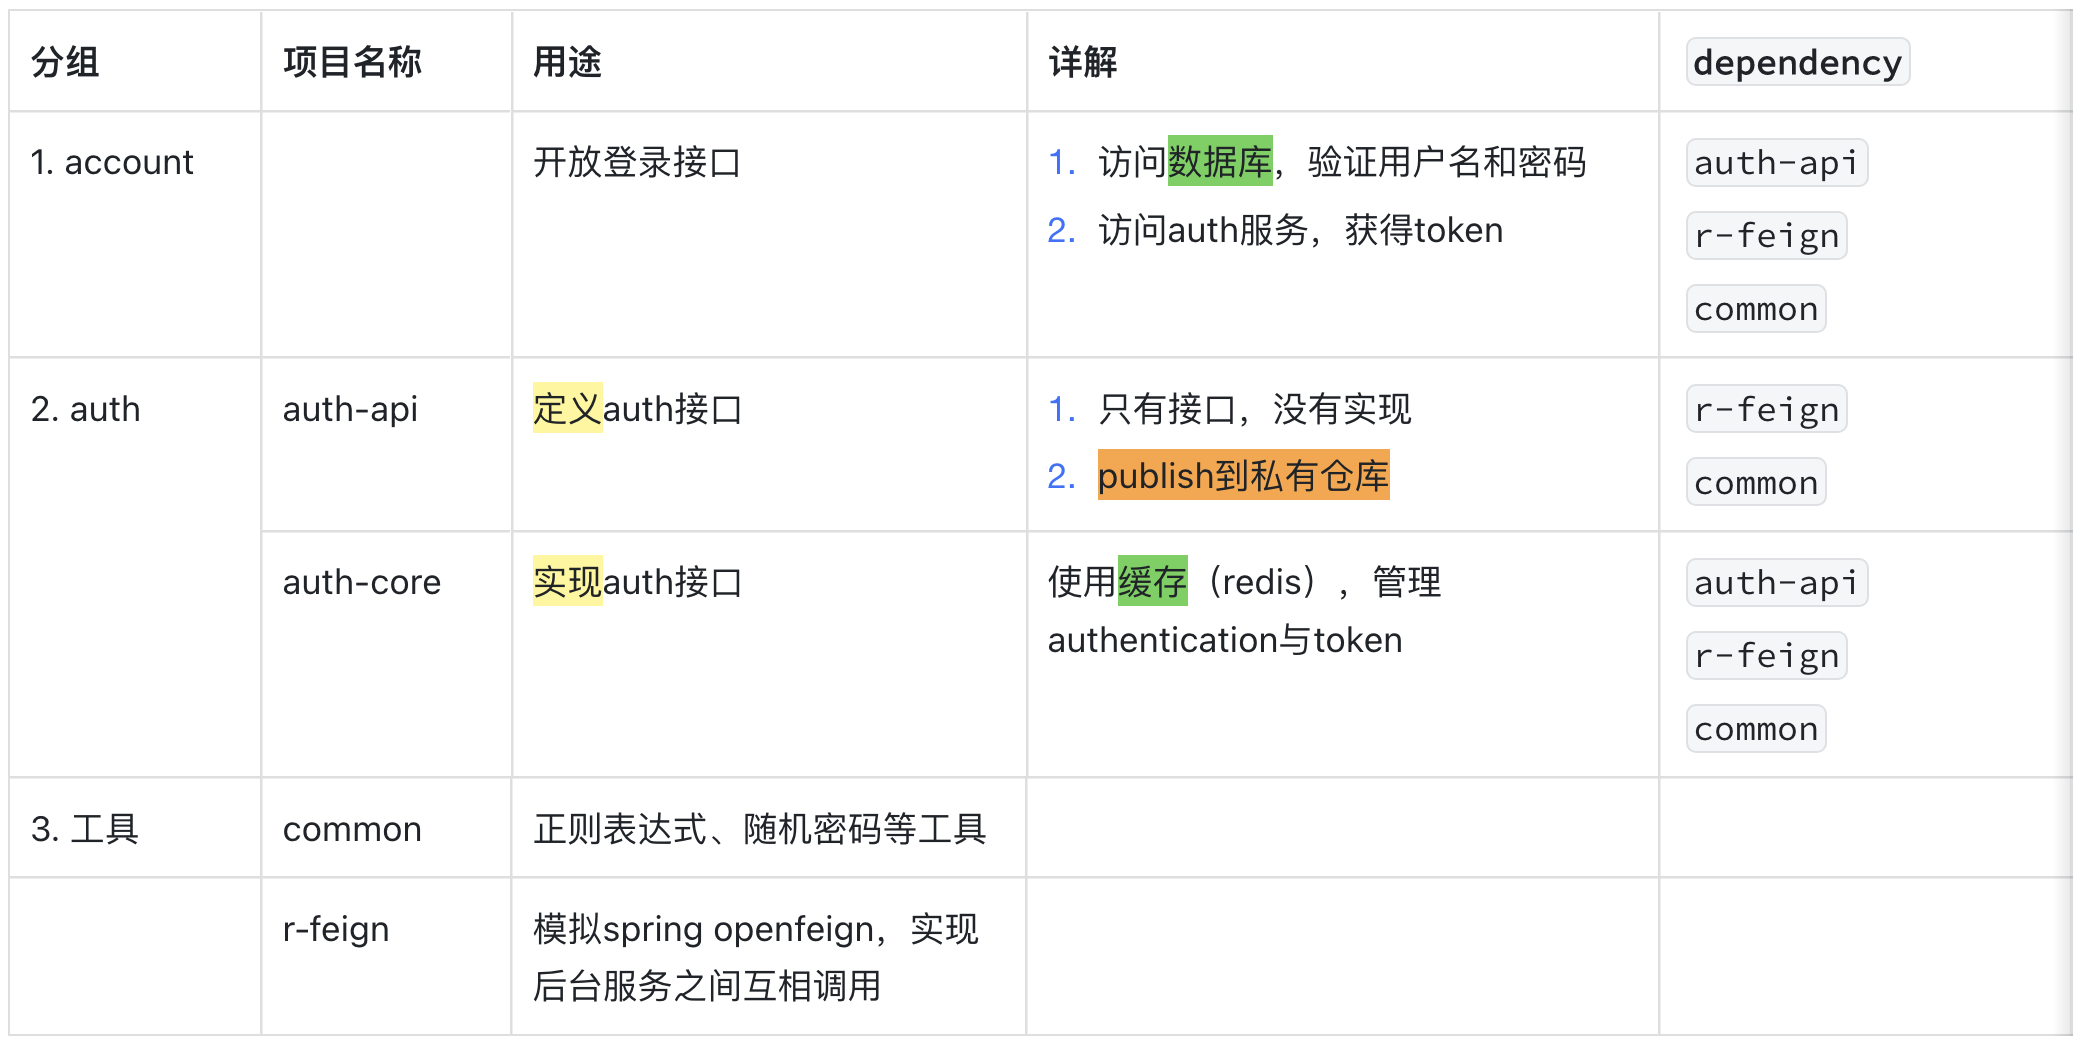 分组 项目名称 用途 详解 dependency
1. account 开放登录接口 1. 访问数据库，验证用户名和密码 auth-api
2. 访问auth服务，获得token r-feign
common
2. auth auth-api 定义auth接口 1. 只有接口，没有实现 r-feign
2. publish到私有仓库 common
auth-core 实现auth接口 使用缓存（redis），管理 auth-api
authentication与token r-feign
common
3. 工具 common 正则表达式、随机密码等工具
r-feign 模拟spring openfeign，实现
后台服务之间互相调用